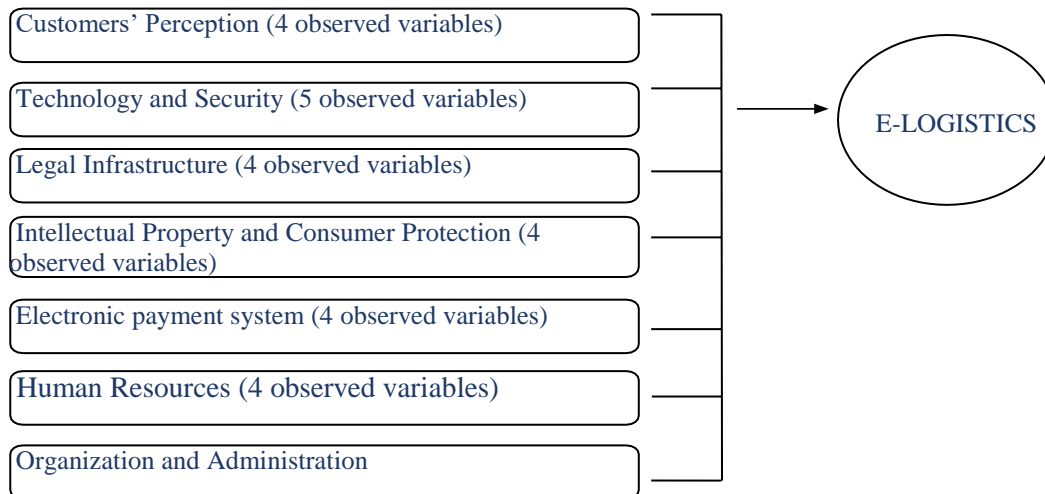 Customers’ Perception (4 observed variables)
Technology and Security (5 observed variables)
E-LOGISTICS
Legal Infrastructure (4 observed variables)
Intellectual Property and Consumer Protection (4
observed variables)
Electronic payment system (4 observed variables)
Human Resources (4 observed variables)
Organization and Administration